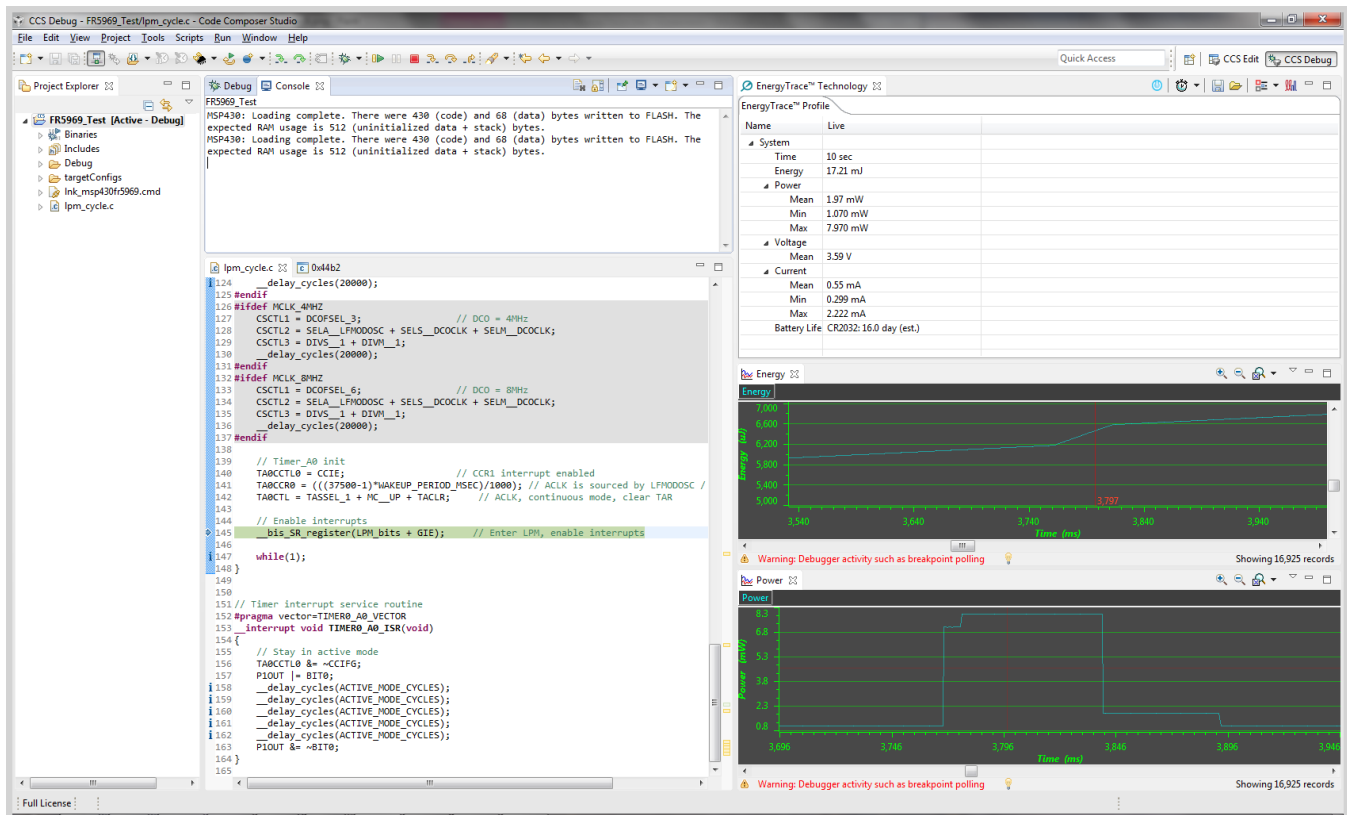 CCS Debug - FR5969_Test/lpm_cycle.c - Code Composer Studio
File Edit View Project Tools Scripts Run Window Help
Quick Access
CCS Edit
CCS Debug
Project Explorer
FR5969_Test [Active - Debug]
Binaries
Includes
Debug
targetConfigs
lnk_msp430fr5969.cmd
lpm_cycle.c
Debug
Console
FR5969_Test
MSP430: Loading complete. There were 430 (code) and 68 (data) bytes written to FLASH. The
expected RAM usage is 512 (uninitialized data + stack) bytes.
MSP430: Loading complete. There were 430 (code) and 68 (data) bytes written to FLASH. The
expected RAM usage is 512 (uninitialized data + stack) bytes.
lpm_cycle.c
0x44b2
124 __delay_cycles(20000);
125 #endif
126 #ifdef MCLK_4MHZ
127 CSCTL1 = DCOFSEL_3; // DCO = 4MHz
128 CSCTL2 = SELA__LFMODOSC + SELS__DCOCLK + SELM__DCOCLK;
129 CSCTL3 = DIVS__1 + DIVM__1;
130 __delay_cycles(20000);
131 #endif
132 #ifdef MCLK_8MHZ
133 CSCTL1 = DCOFSEL_6; // DCO = 8MHz
134 CSCTL2 = SELA__LFMODOSC + SELS__DCOCLK + SELM__DCOCLK;
135 CSCTL3 = DIVS__1 + DIVM__1;
136 __delay_cycles(20000);
137 #endif
138
139 // Timer_A0 init
140 TA0CCTL0 = CCIE; // CCR1 interrupt enabled
141 TA0CCR0 = (((37500-1)*WAKEUP_PERIOD_MSEC)/1000); // ACLK is sourced by LFMODOSC /
142 TA0CTL = TASSEL_1 + MC__UP + TACLR; // ACLK, continuous mode, clear TAR
143
144 // Enable interrupts
145 __bis_SR_register(LPM_bits + GIE); // Enter LPM, enable interrupts
146
147 while(1);
148 }
149
150
151 // Timer interrupt service routine
152 #pragma vector=TIMER0_A0_VECTOR
153 __interrupt void TIMER0_A0_ISR(void)
154 {
155 // Stay in active mode
156 TA0CCTL0 &= ~CCIFG;
157 P1OUT |= BIT0;
158 __delay_cycles(ACTIVE_MODE_CYCLES);
159 __delay_cycles(ACTIVE_MODE_CYCLES);
160 __delay_cycles(ACTIVE_MODE_CYCLES);
161 __delay_cycles(ACTIVE_MODE_CYCLES);
162 __delay_cycles(ACTIVE_MODE_CYCLES);
163 P1OUT &= ~BIT0;
164 }
165
EnergyTrace™ Technology
EnergyTrace™ Profile
Name Live
System
Time 10 sec
Energy 17.21 mJ
Power
Mean 1.97 mW
Min 1.070 mW
Max 7.970 mW
Voltage
Mean 3.59 V
Current
Mean 0.55 mA
Min 0.299 mA
Max 2.222 mA
Battery Life CR2032: 16.0 day (est.)
Energy
Energy
Energy (uJ)
7,000
6,600
6,200
5,800
5,400
5,000
3,797
3,540 3,640 3,740 3,840 3,940
Time (ms)
Warning: Debugger activity such as breakpoint polling
Showing 16,925 records
Power
Power
Power (mW)
8.3
6.8
5.3
3.8
2.3
0.8
3,696 3,746 3,796 3,846 3,896 3,946
Time (ms)
Warning: Debugger activity such as breakpoint polling
Showing 16,925 records
Full License